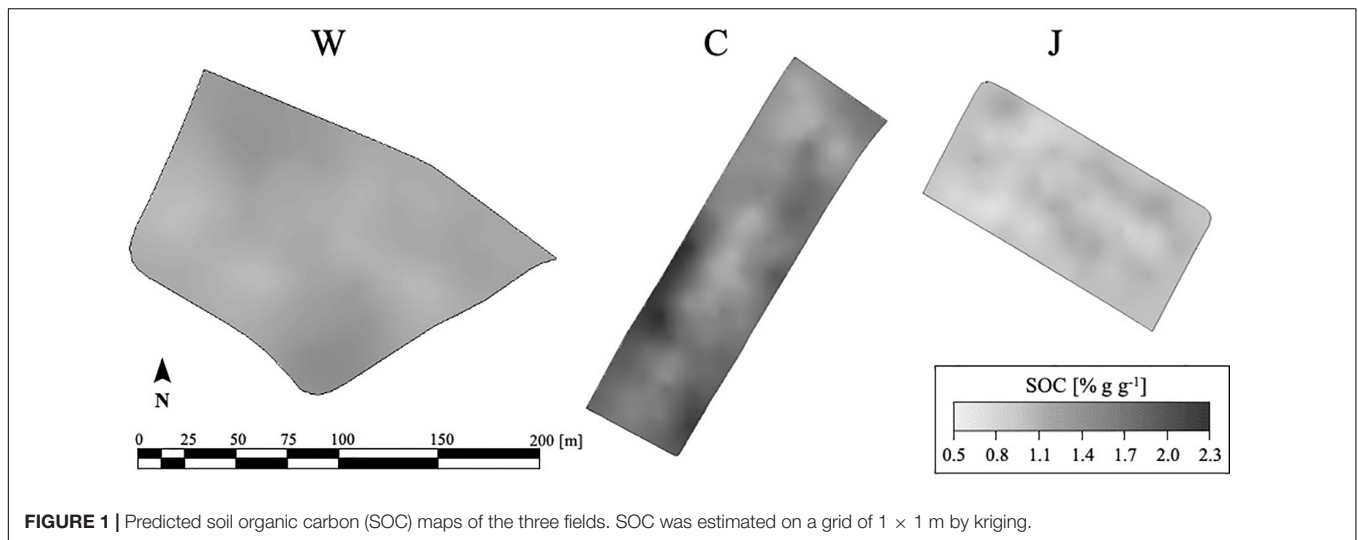 W C J
N
0 25 50 75 100 150 200 [m]
SOC [% g g⁻¹]
0.5 0.8 1.1 1.4 1.7 2.0 2.3
FIGURE 1 | Predicted soil organic carbon (SOC) maps of the three fields. SOC was estimated on a grid of 1 × 1 m by kriging.